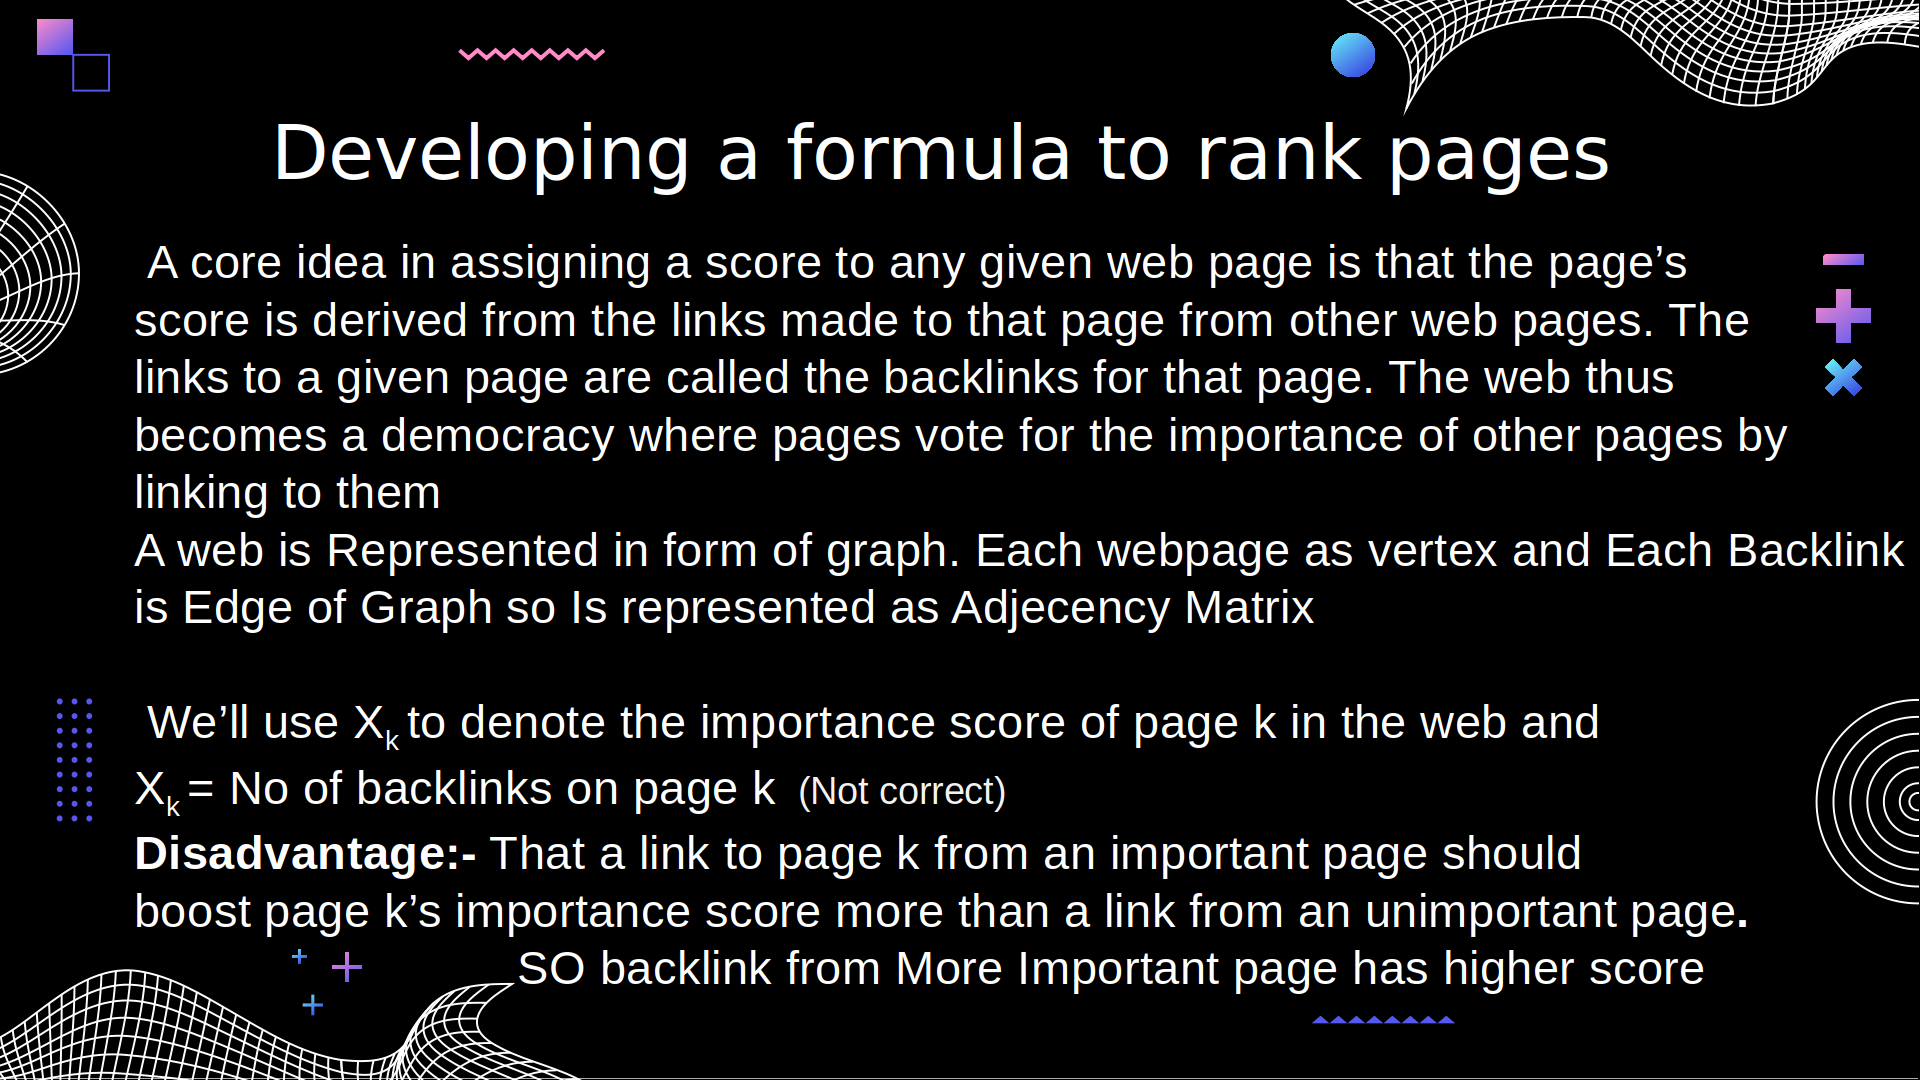 Developing a formula to rank pages
A core idea in assigning a score to any given web page is that the page’s
score is derived from the links made to that page from other web pages. The
links to a given page are called the backlinks for that page. The web thus
becomes a democracy where pages vote for the importance of other pages by
linking to them
A web is Represented in form of graph. Each webpage as vertex and Each Backlink
is Edge of Graph so Is represented as Adjecency Matrix
We’ll use Xk to denote the importance score of page k in the web and
Xk = No of backlinks on page k (Not correct)
Disadvantage:- That a link to page k from an important page should
boost page k’s importance score more than a link from an unimportant page.
SO backlink from More Important page has higher score